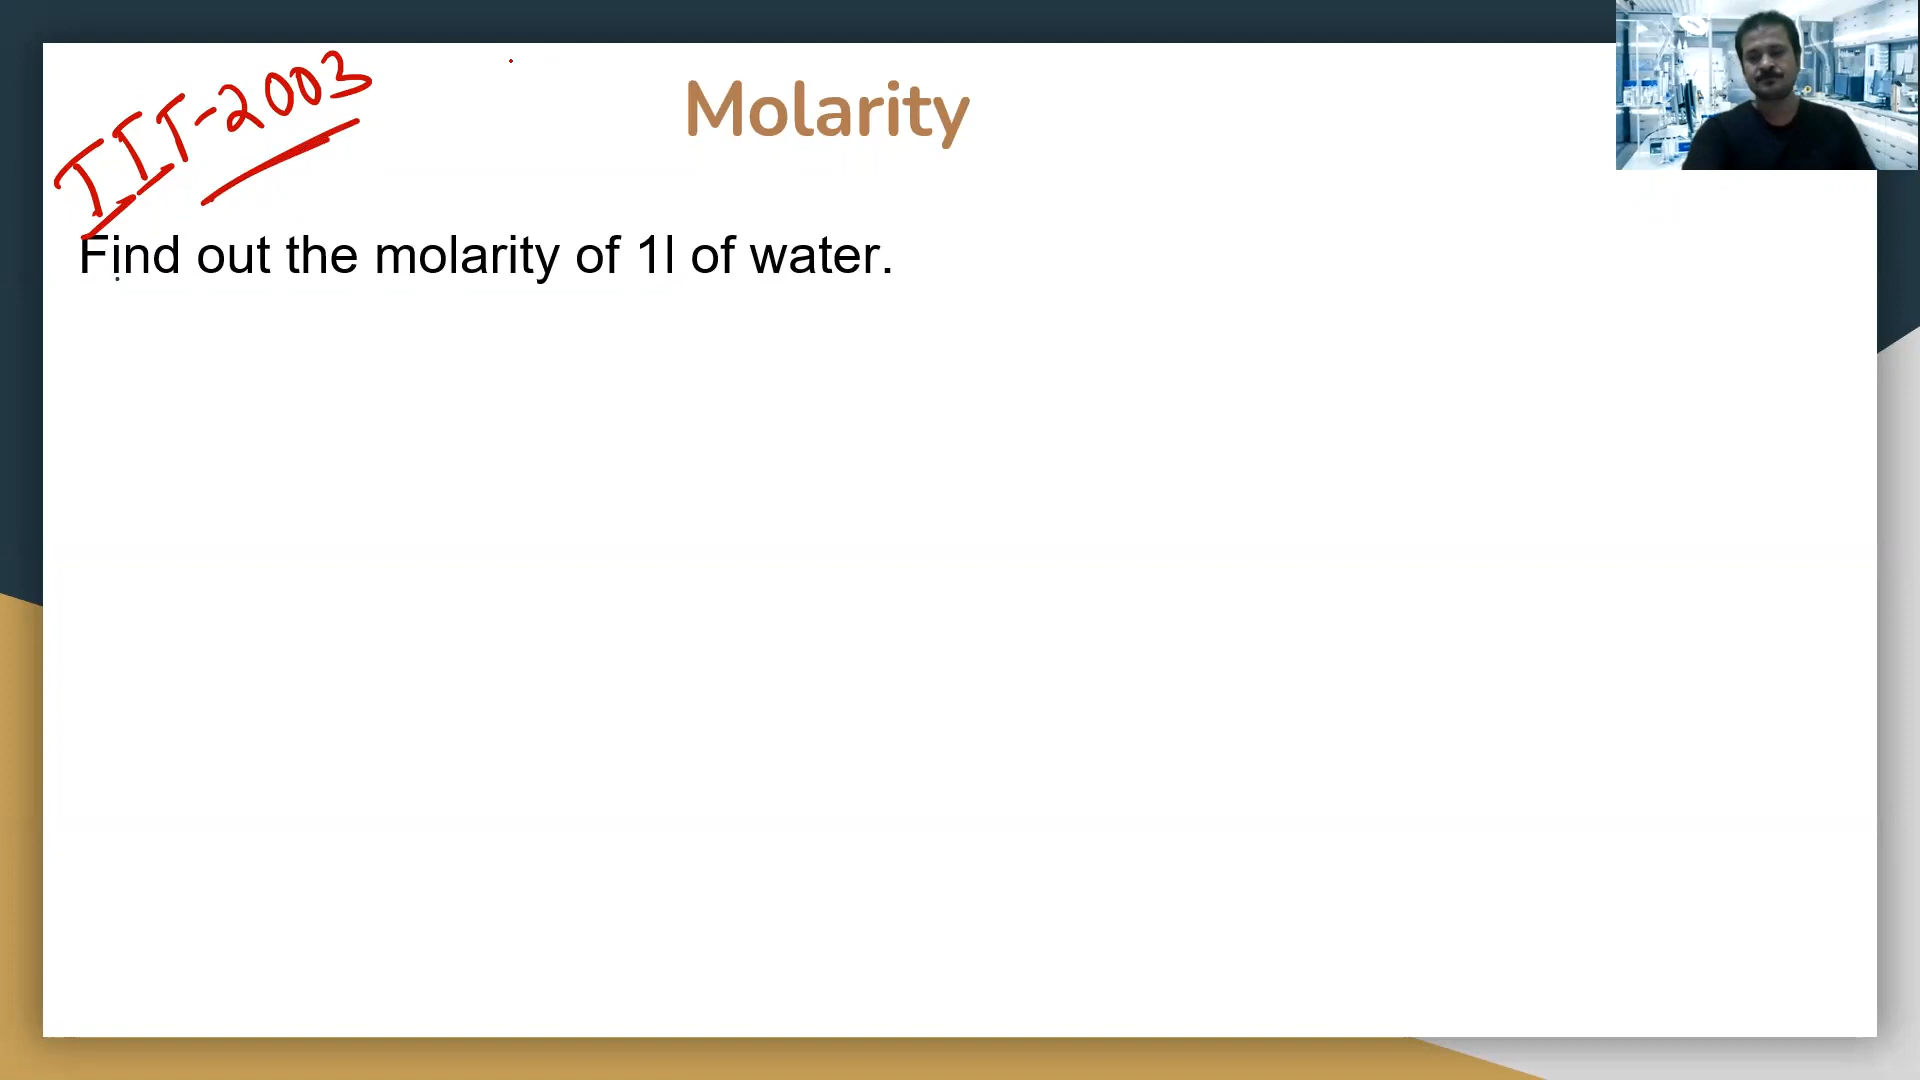 IIT-2003
Molarity
Find out the molarity of 1l of water.